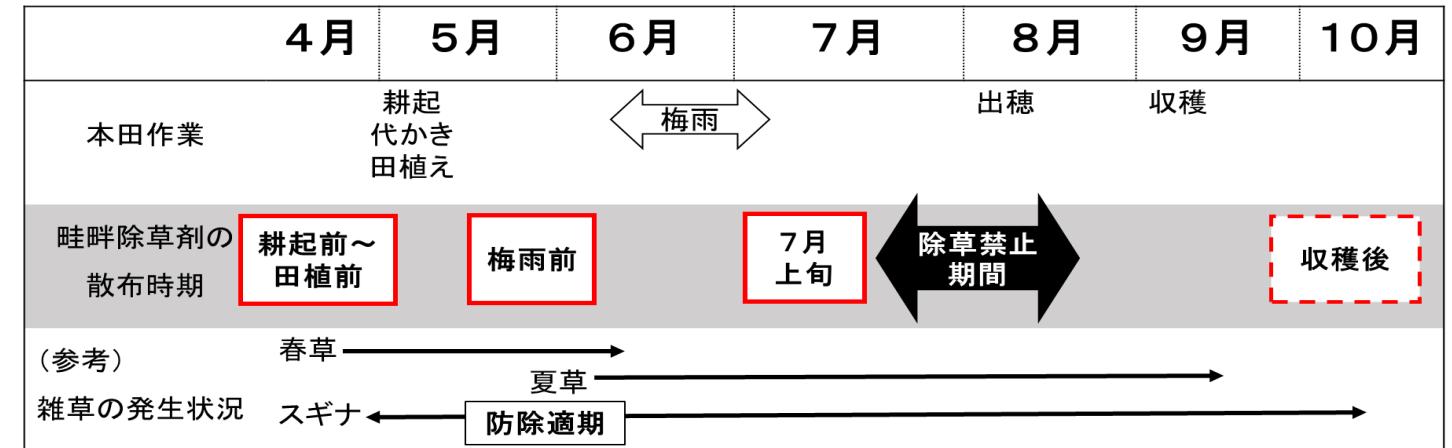 4月 5月 6月 7月 8月 9月 10月
本田作業
耕起
代かき
田植え
梅雨
出穂
収穫
畦畔除草剤の
散布時期
耕起前～
田植前
梅雨前
7月
上旬
除草禁止
期間
収穫後
（参考）
雑草の発生状況
春草
夏草
スギナ
防除適期